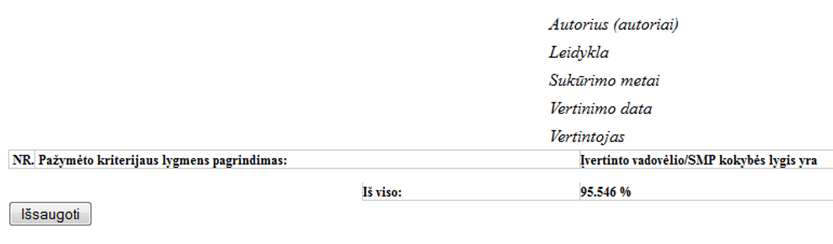 Autorius (autoriai)
Leidykla
Sukūrimo metai
Vertinimo data
Vertintojas
NR. Pažymėto kriterijaus lygmens pagrindimas: Įvertinto vadovėlio/SMP kokybės lygis yra
Iš viso: 95.546 %
Išsaugoti